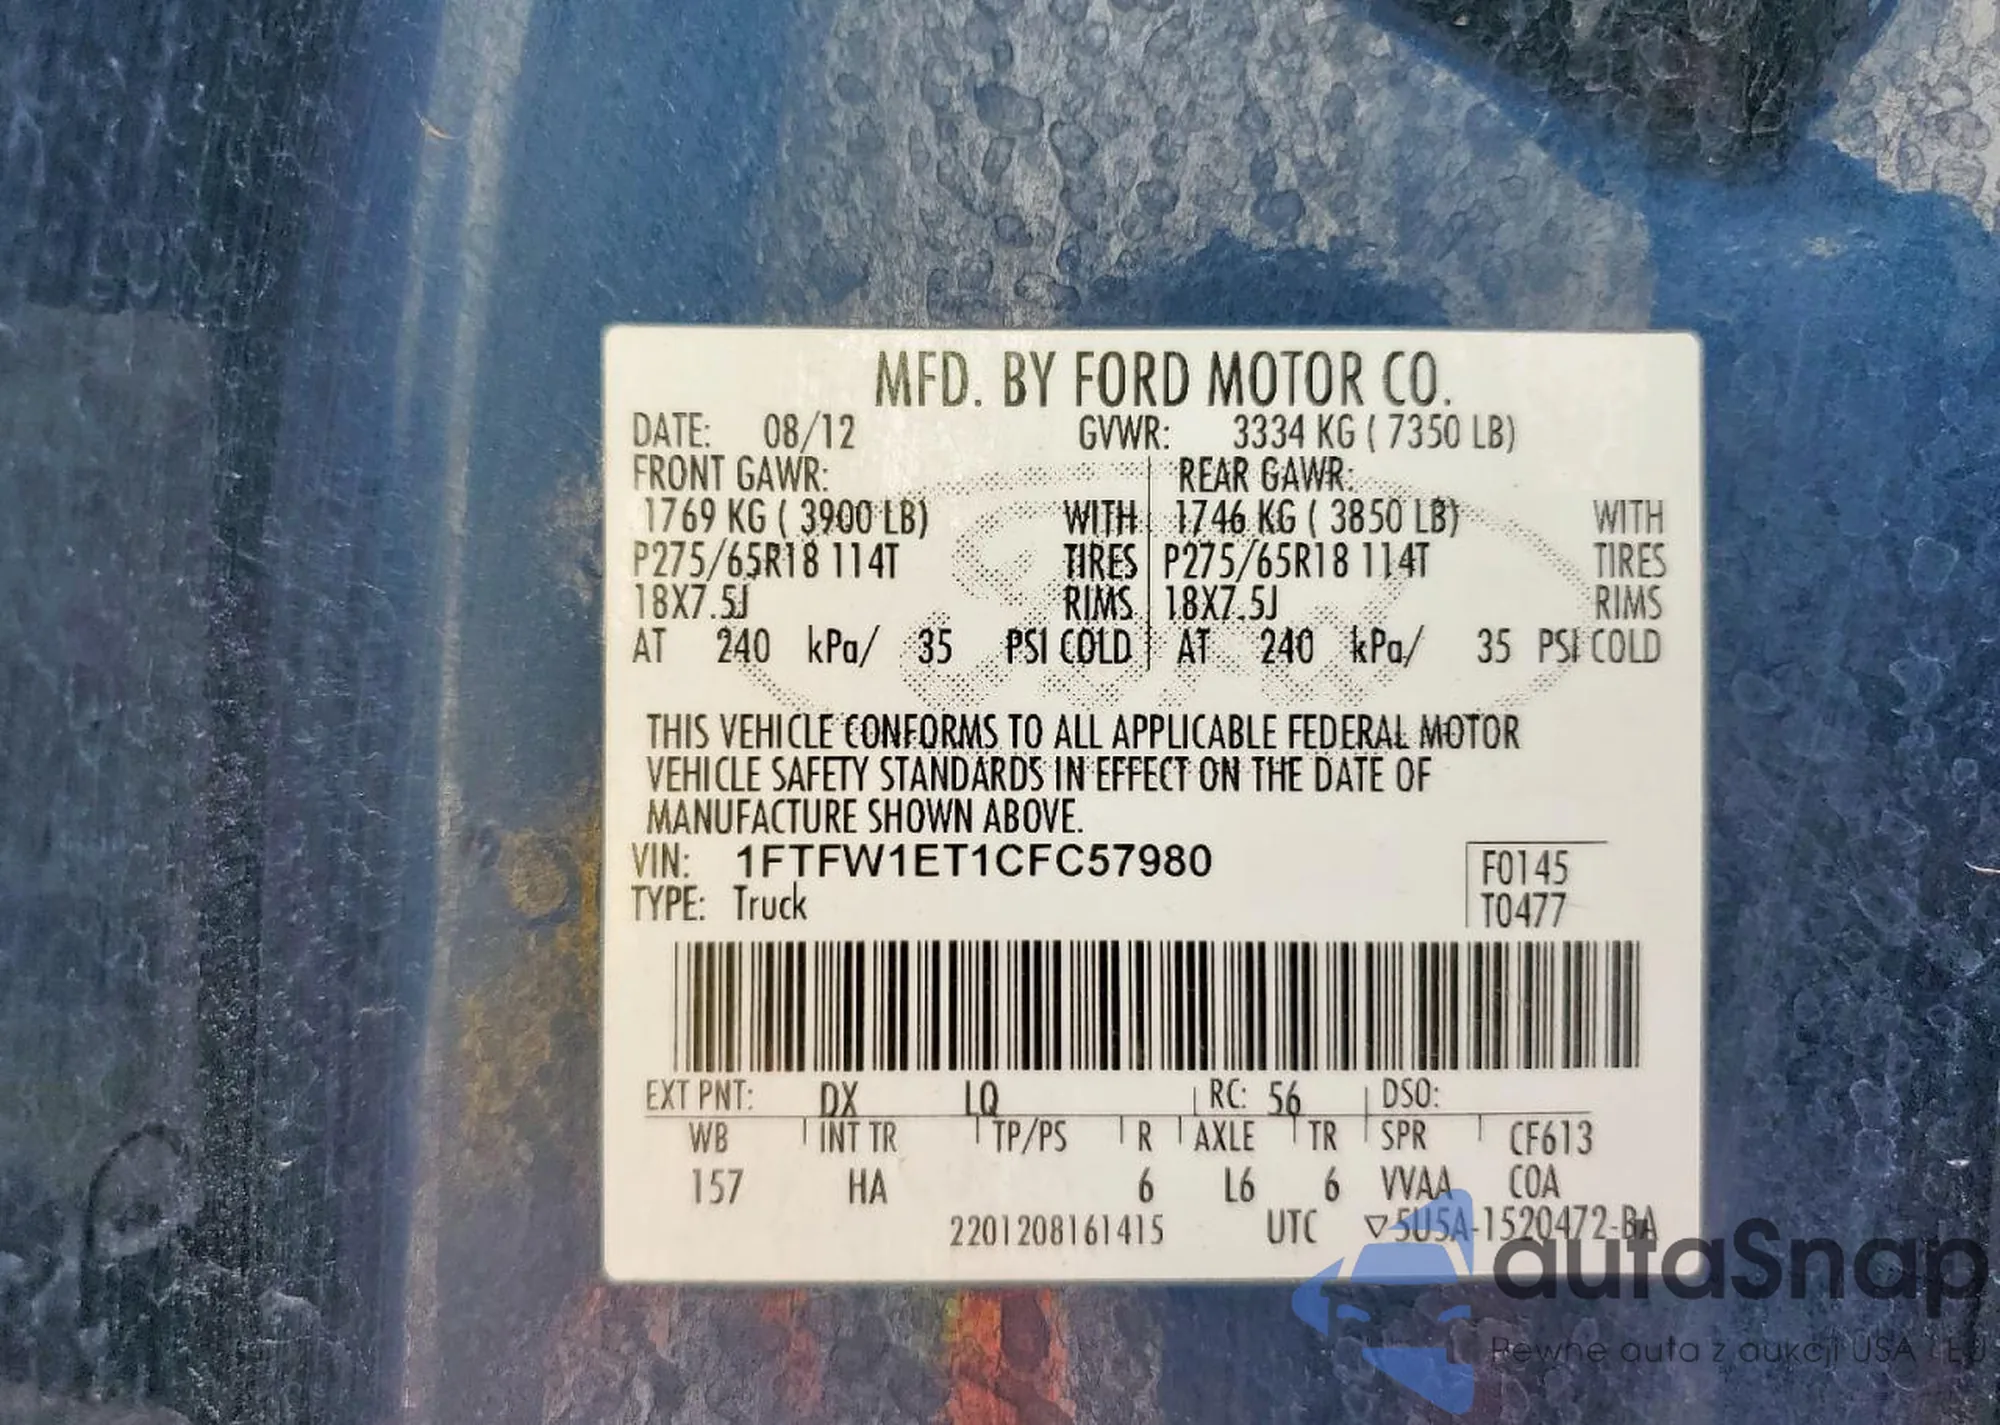 MFD. BY FORD MOTOR CO.
DATE: 08/12 GVWR: 3334 KG ( 7350 LB)
FRONT GAWR: REAR GAWR:
1769 KG ( 3900 LB) WITH 1746 KG ( 3850 LB) WITH
P275/65R18 114T TIRES P275/65R18 114T TIRES
18X7.5J RIMS 18X7.5J RIMS
AT 240 kPa/ 35 PSI COLD AT 240 kPa/ 35 PSI COLD
THIS VEHICLE CONFORMS TO ALL APPLICABLE FEDERAL MOTOR
VEHICLE SAFETY STANDARDS IN EFFECT ON THE DATE OF
MANUFACTURE SHOWN ABOVE.
VIN: 1FTFW1ET1CFC57980 F0145
TYPE: Truck T0477
EXT PNT: DX LQ RC: 56 DSO:
WB INT TR TP/PS R AXLE TR SPR CF613
157 HA 6 L6 6 VVAA COA
2201208161415 UTC ▽5U5A-1520472-BA
autaSnap
Pewne auta z aukcji USA i EU